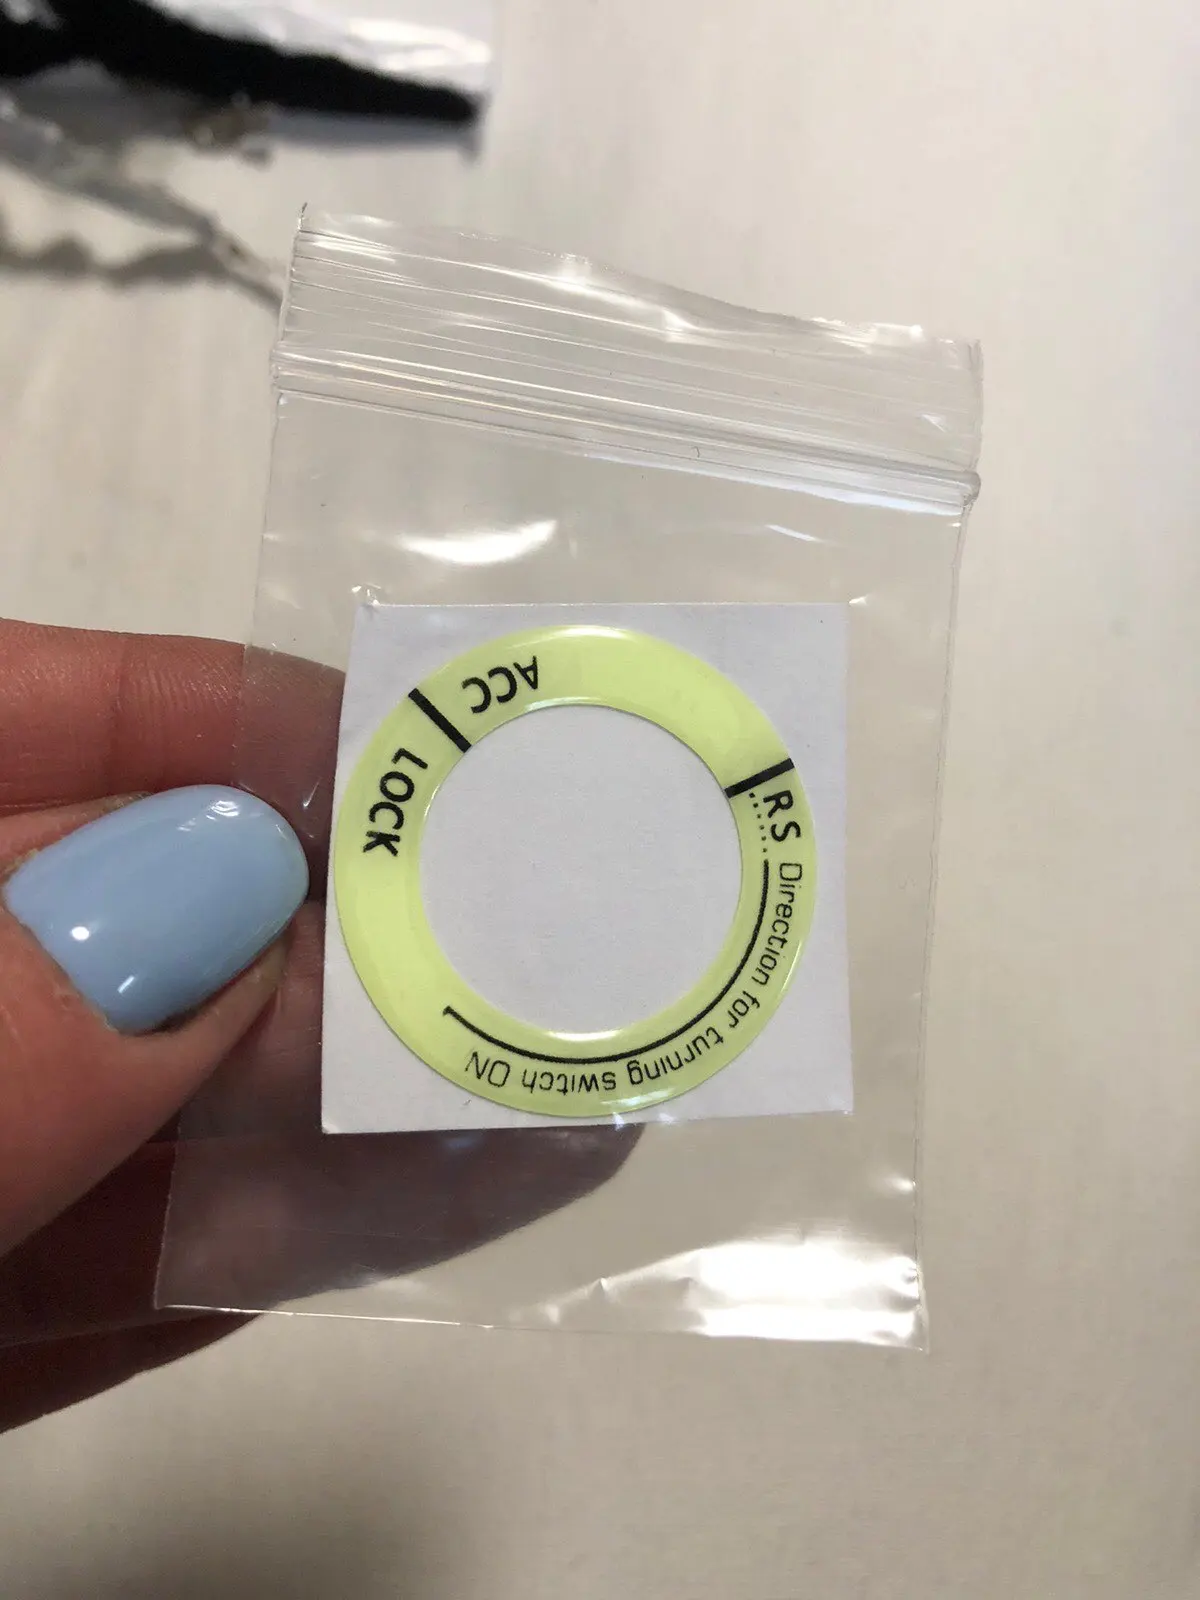 LOCK
ACC
RS
Direction for turning switch ON